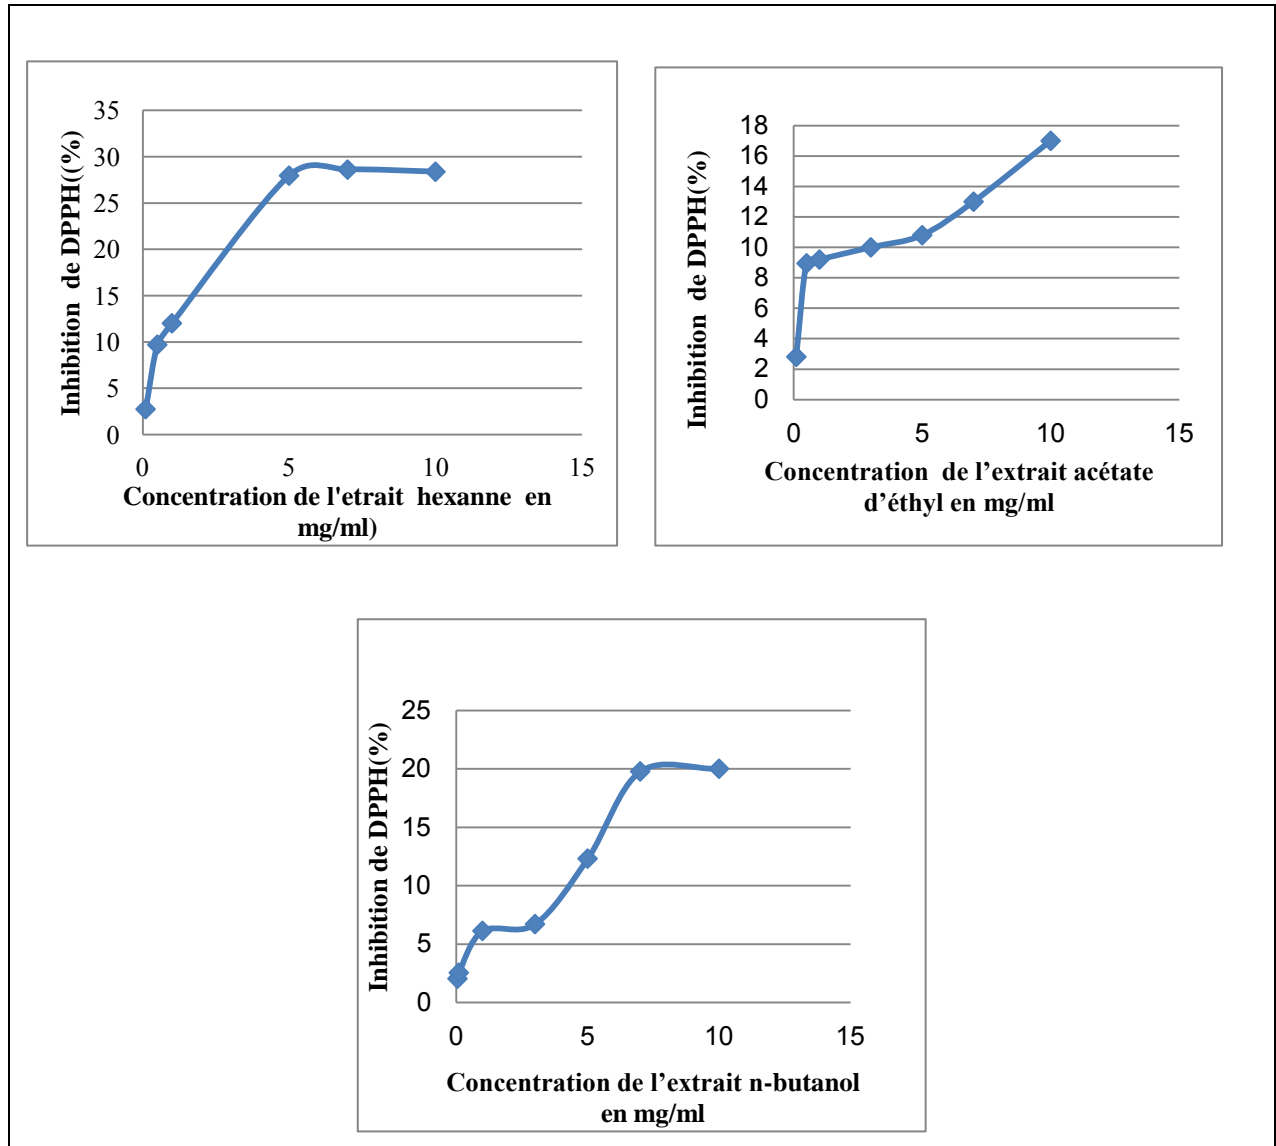 Inhibition de DPPH((%)
35
30
25
20
15
10
5
0
0 5 10 15
Concentration de l'etrait hexanne en
mg/ml)
Inhibition de DPPH(%)
18
16
14
12
10
8
6
4
2
0
0 5 10 15
Concentration de l’extrait acétate
d’éthyl en mg/ml
Inhibition de DPPH(%)
25
20
15
10
5
0
0 5 10 15
Concentration de l’extrait n-butanol
en mg/ml